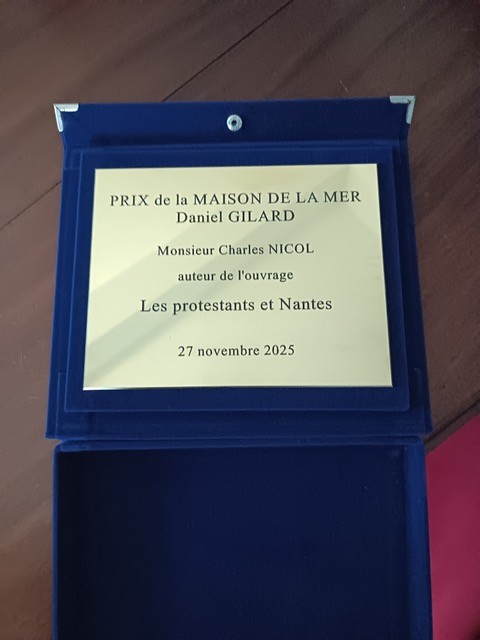 PRIX de la MAISON DE LA MER
Daniel GILARD
Monsieur Charles NICOL
auteur de l'ouvrage
Les protestants et Nantes
27 novembre 2025